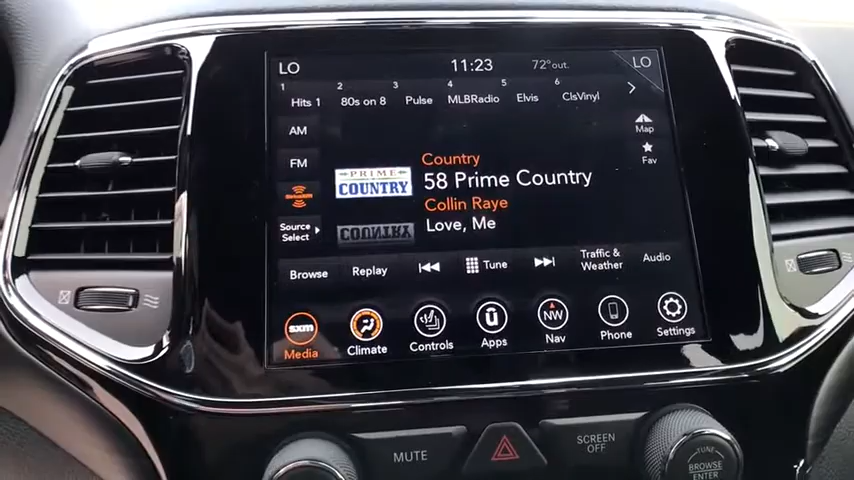 LO 11:23 72°out. LO
1 2 3 4 5 6
Hits 1 80s on 8 Pulse MLBRadio Elvis ClsVinyl
AM
Map
FM
Fav
Country
PRIME
COUNTRY
58 Prime Country
SiriusXM
Collin Raye
Source
Select
COUNTRY
Love, Me
Browse Replay Tune Traffic &
Weather Audio
sxm U NW
Media Climate Controls Apps Nav Phone Settings
MUTE
SCREEN
OFF
TUNE
BROWSE
ENTER